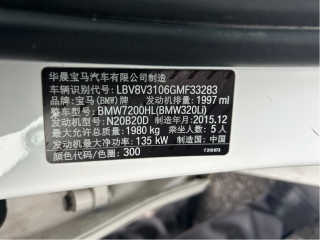 华晨宝马汽车有限公司制造
车辆识别代号: LBV8V3106GMF33283
品牌: 宝马(BMW)牌 发动机排量: 1997 ml
整车型号: BMW7200HL(BMW320Li)
发动机型号: N20B20D 制造年月: 2015.12
最大允许总质量: 1980 kg 乘坐人数: 5 人
发动机最大净功率: 135 kW 制造国: 中国
颜色代码/色彩: 300